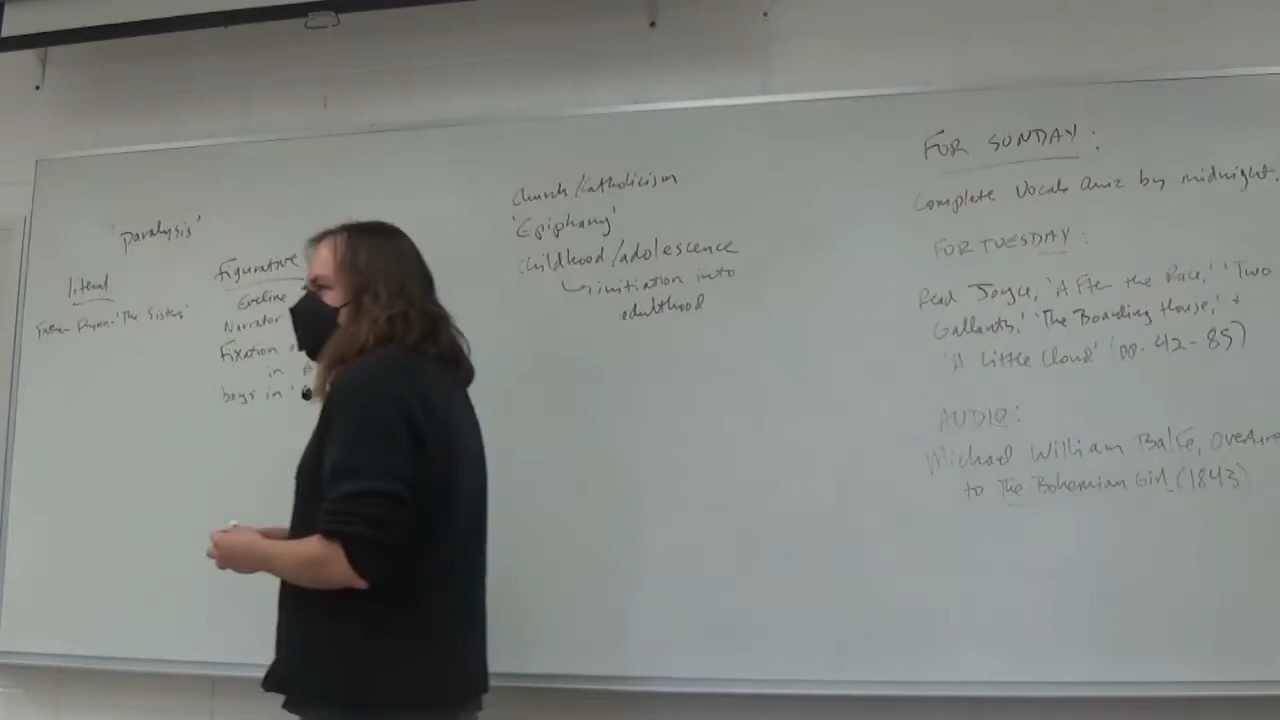 'paralysis'
literal
Father Flynn: 'The Sisters'
Figurative
Eveline
Narrator
Fixation
in
boys in '
Church/Catholicism
'Epiphany'
childhood/adolescence
↳ initiation into
adulthood
FOR SUNDAY:
Complete Vocab Quiz by midnight.
FOR TUESDAY:
Read Joyce, 'After the Race,' 'Two
Gallants,' 'The Boarding House,' +
'A Little Cloud' (pp. 42-85)
AUDIO:
Michael William Balfe, Overture
to The Bohemian Girl (1843)